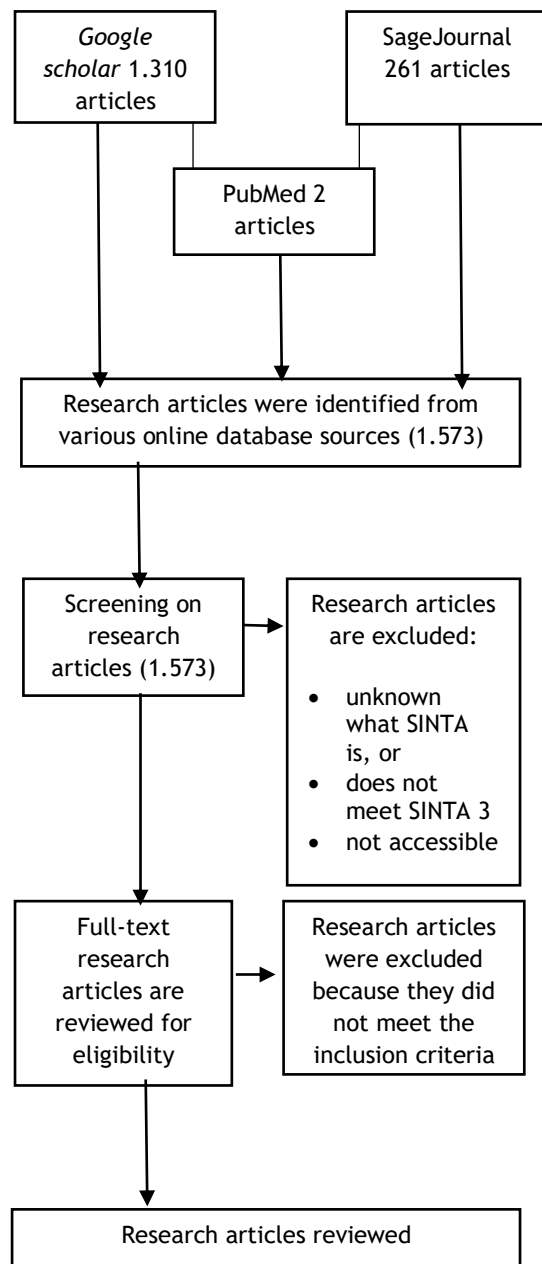 Google
scholar 1.310
articles
SageJournal
261 articles
PubMed 2
articles
Research articles were identified from
various online database sources (1.573)
Screening on
research
articles (1.573)
Research articles
are excluded:
• unknown
what SINTA
is, or
• does not
meet SINTA 3
• not accessible
Full-text
research
articles are
reviewed for
eligibility
Research articles
were excluded
because they did
not meet the
inclusion criteria
Research articles reviewed